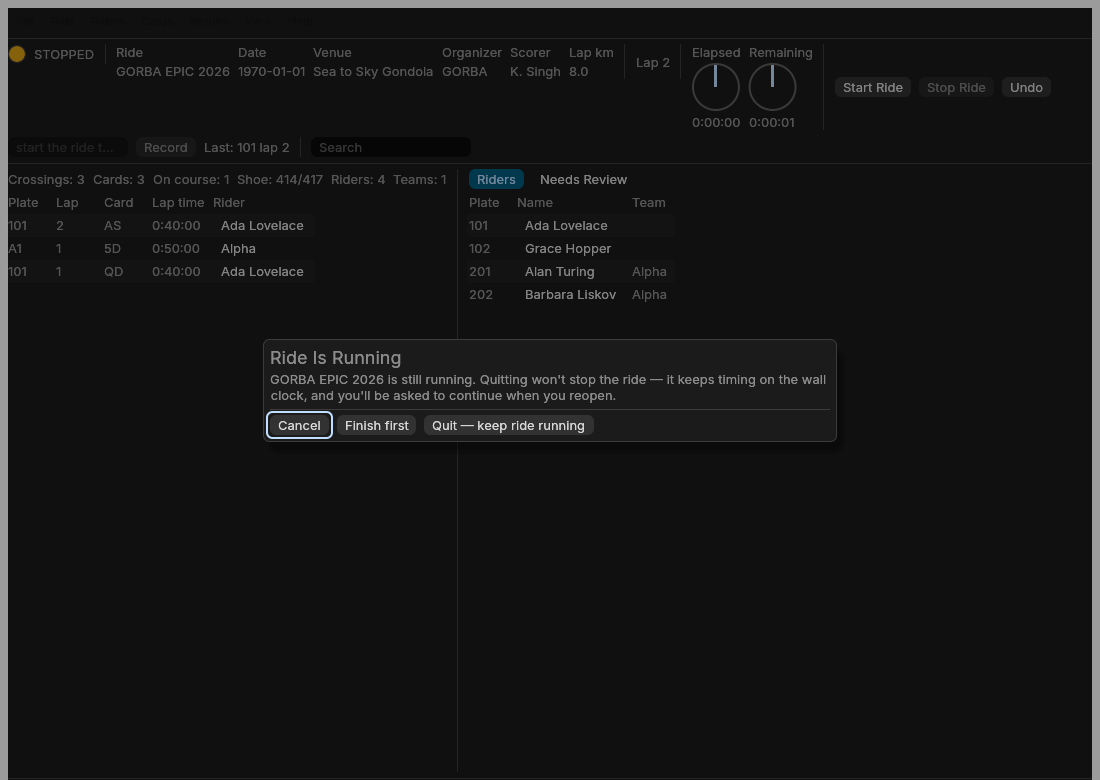 STOPPED
Ride Date Venue Organizer Scorer Lap km
GORBA EPIC 2026 1970-01-01 Sea to Sky Gondola GORBA K. Singh 8.0
Lap 2
Elapsed Remaining
0:00:00 0:00:01
Start Ride Stop Ride Undo
start the ride t... Record Last: 101 lap 2 Search
Crossings: 3 Cards: 3 On course: 1 Shoe: 414/417 Riders: 4 Teams: 1
Plate Lap Card Lap time Rider
101 2 AS 0:40:00 Ada Lovelace
A1 1 5D 0:50:00 Alpha
101 1 QD 0:40:00 Ada Lovelace
Riders Needs Review
Plate Name Team
101 Ada Lovelace
102 Grace Hopper
201 Alan Turing Alpha
202 Barbara Liskov Alpha
Ride Is Running
GORBA EPIC 2026 is still running. Quitting won't stop the ride — it keeps timing on the wall
clock, and you'll be asked to continue when you reopen.
Cancel Finish first Quit — keep ride running